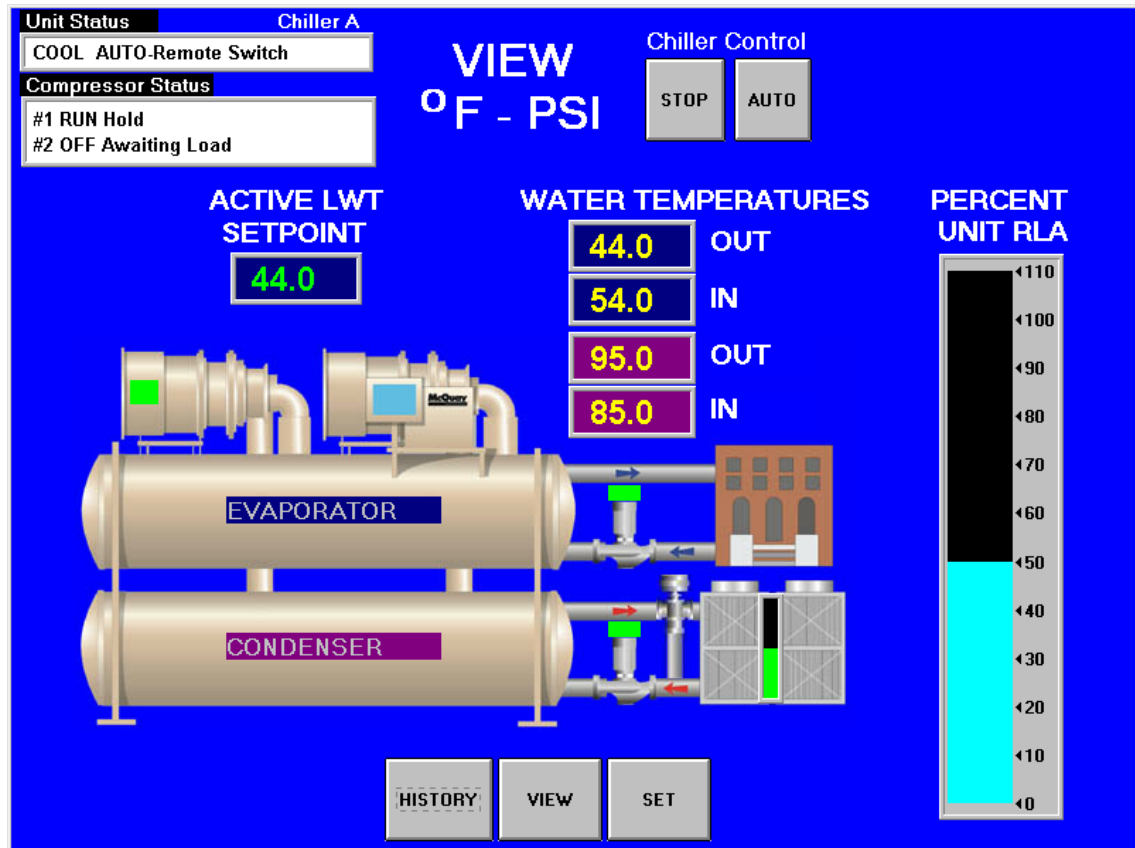 Unit Status Chiller A
COOL AUTO-Remote Switch
Compressor Status
#1 RUN Hold
#2 OFF Awaiting Load
VIEW
ºF - PSI
Chiller Control
STOP AUTO
ACTIVE LWT
SETPOINT
44.0
WATER TEMPERATURES
44.0 OUT
54.0 IN
95.0 OUT
85.0 IN
PERCENT
UNIT RLA
110
100
90
80
70
60
50
40
30
20
10
0
McQuay
EVAPORATOR
CONDENSER
HISTORY VIEW SET